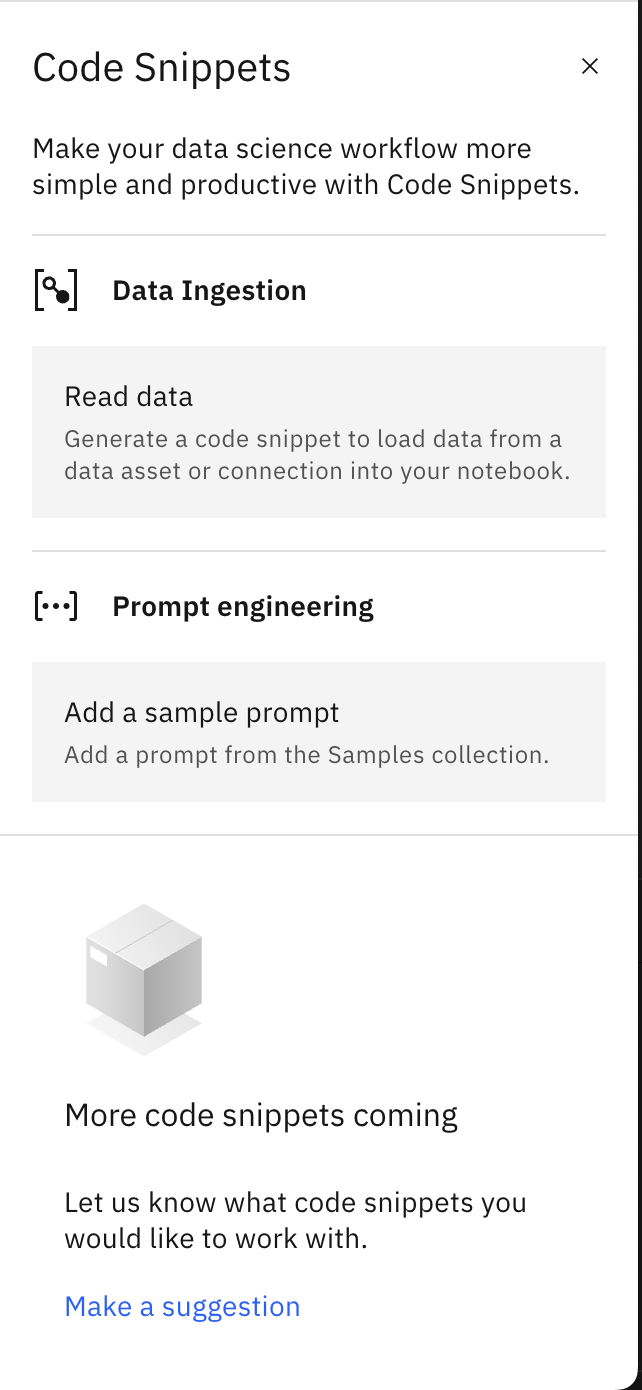 Code Snippets
Make your data science workflow more
simple and productive with Code Snippets.
Data Ingestion
Read data
Generate a code snippet to load data from a
data asset or connection into your notebook.
Prompt engineering
Add a sample prompt
Add a prompt from the Samples collection.
More code snippets coming
Let us know what code snippets you
would like to work with.
Make a suggestion